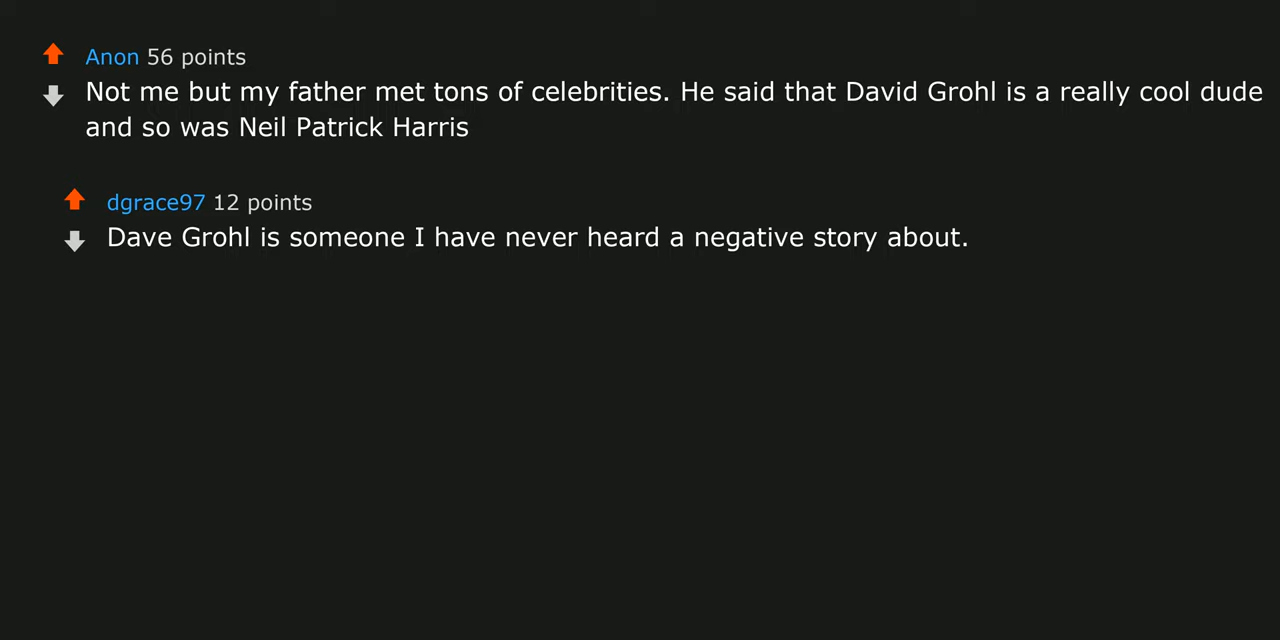 Anon 56 points
Not me but my father met tons of celebrities. He said that David Grohl is a really cool dude
and so was Neil Patrick Harris
dgrace97 12 points
Dave Grohl is someone I have never heard a negative story about.